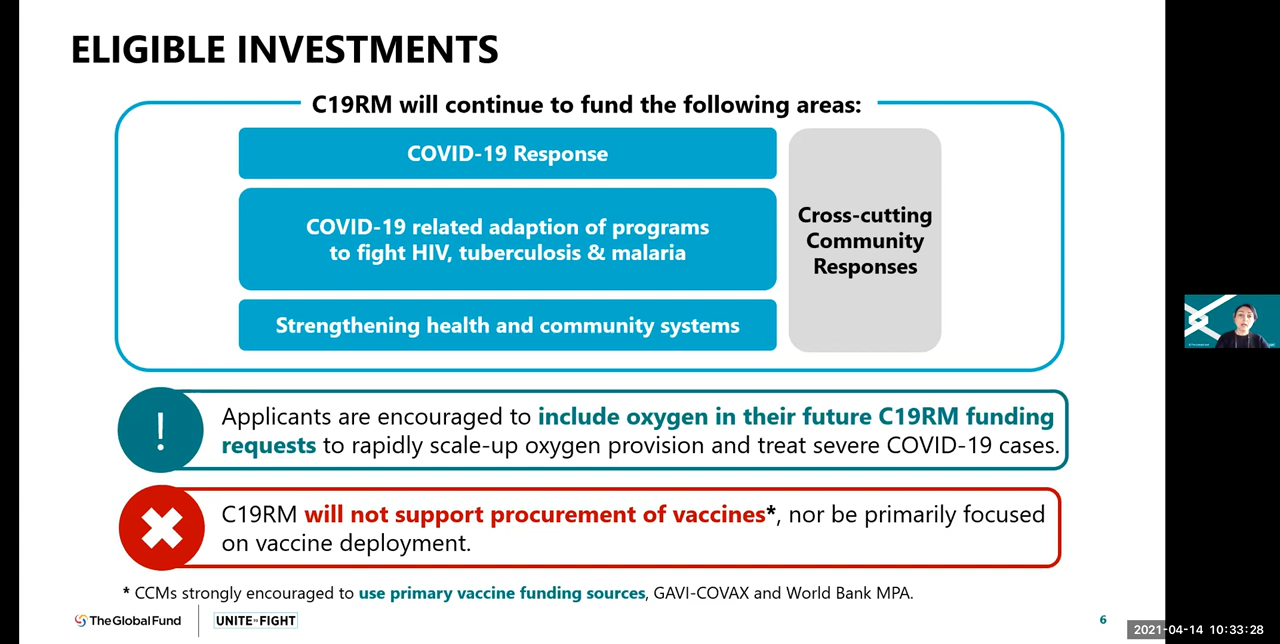 ELIGIBLE INVESTMENTS
C19RM will continue to fund the following areas:
COVID-19 Response
COVID-19 related adaption of programs
to fight HIV, tuberculosis & malaria
Strengthening health and community systems
Cross-cutting
Community
Responses
!
Applicants are encouraged to include oxygen in their future C19RM funding
requests to rapidly scale-up oxygen provision and treat severe COVID-19 cases.
C19RM will not support procurement of vaccines*, nor be primarily focused
on vaccine deployment.
* CCMs strongly encouraged to use primary vaccine funding sources, GAVI-COVAX and World Bank MPA.
TheGlobalFund
UNITE TO FIGHT
6
2021-04-14 10:33:28